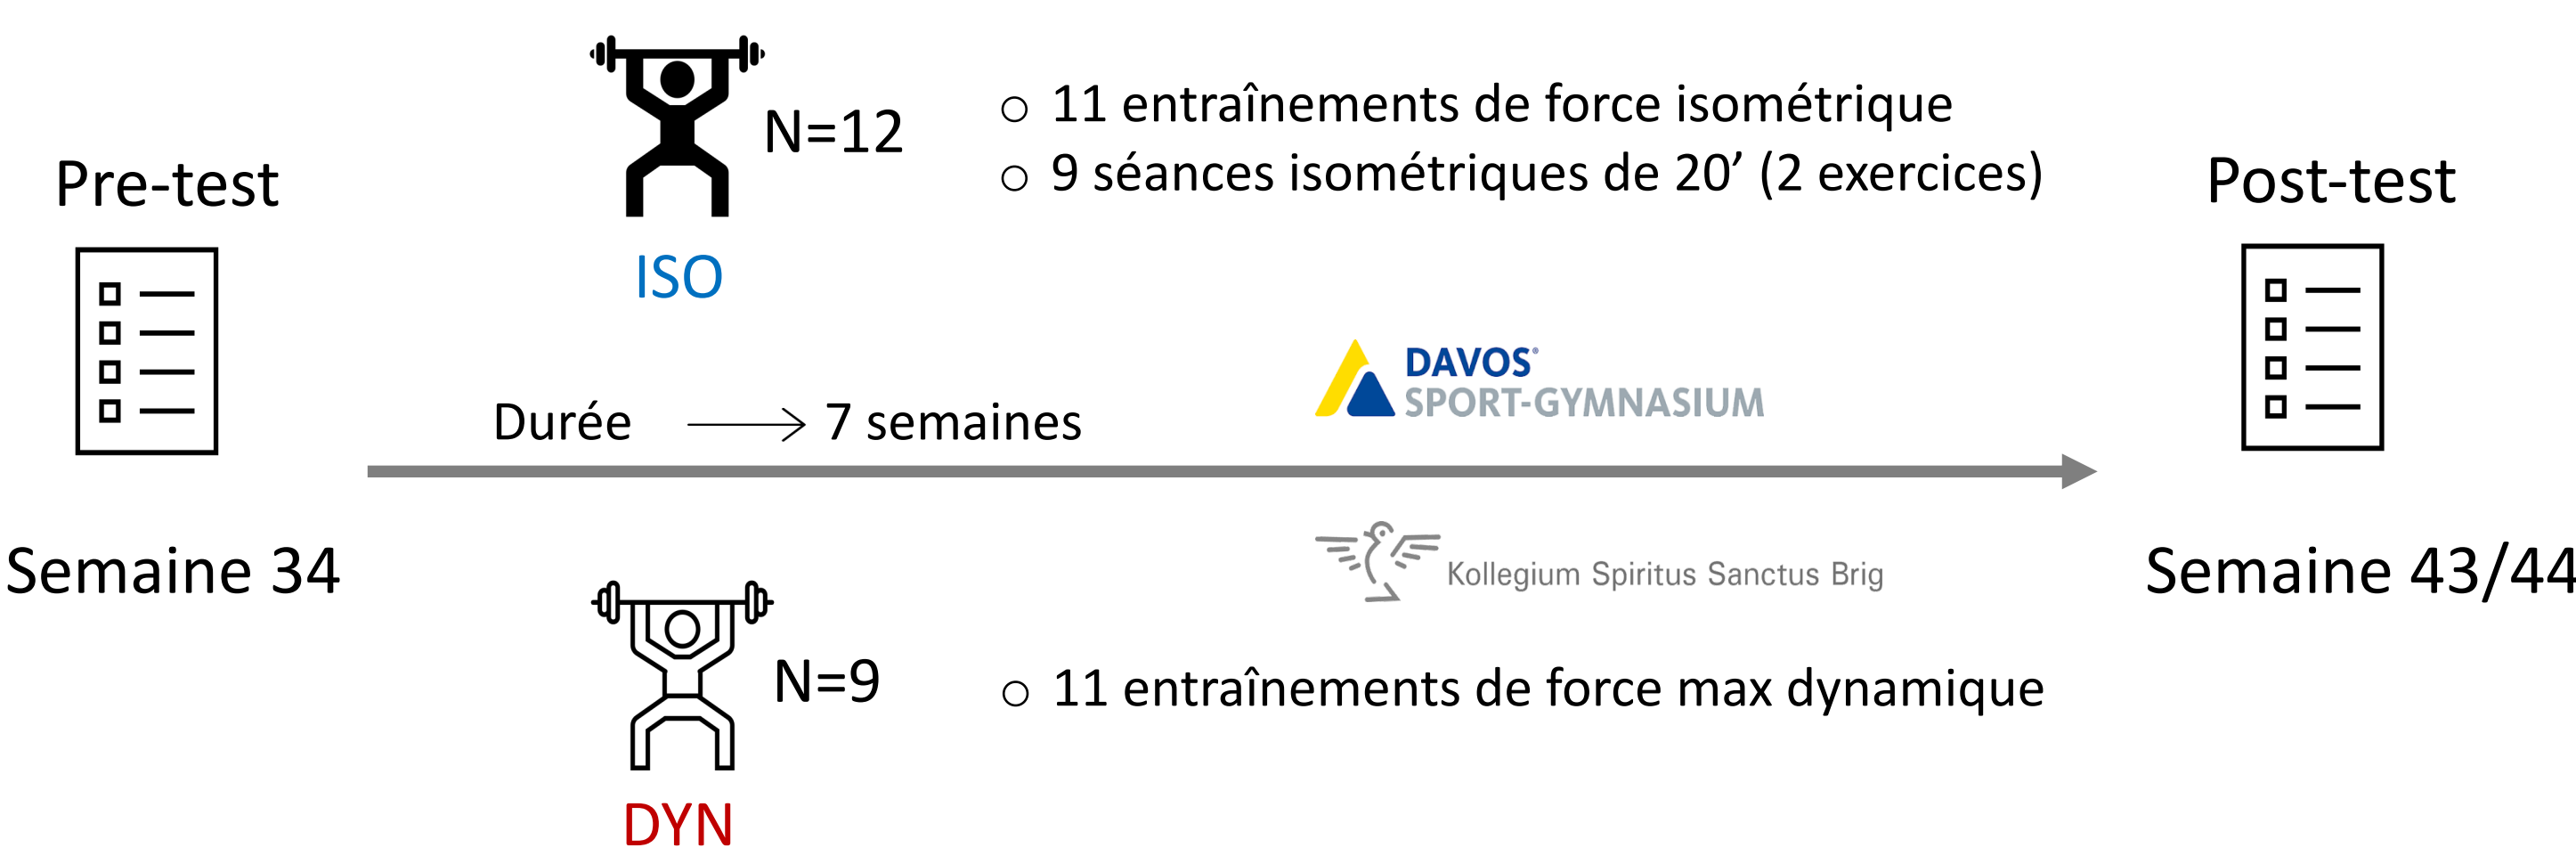 Pre-test
Semaine 34
N=12
ISO
○ 11 entraînements de force isométrique
○ 9 séances isométriques de 20’ (2 exercices)
Durée → 7 semaines
DAVOS®
SPORT-GYMNASIUM
Kollegium Spiritus Sanctus Brig
N=9
DYN
○ 11 entraînements de force max dynamique
Post-test
Semaine 43/44